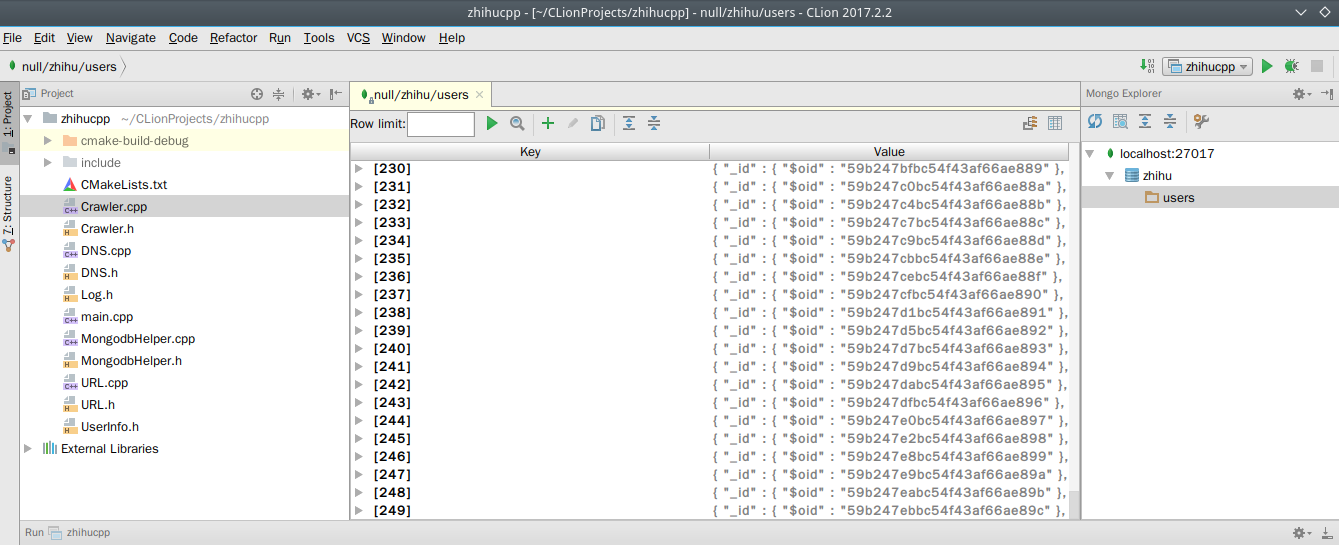 zhihucpp - [~/CLionProjects/zhihucpp] - null/zhihu/users - CLion 2017.2.2
File Edit View Navigate Code Refactor Run Tools VCS Window Help
null/zhihu/users
zhihucpp
1: Project
7: Structure
Project
zhihucpp ~/CLionProjects/zhihucpp
cmake-build-debug
include
CMakeLists.txt
Crawler.cpp
Crawler.h
DNS.cpp
DNS.h
Log.h
main.cpp
MongodbHelper.cpp
MongodbHelper.h
URL.cpp
URL.h
UserInfo.h
External Libraries
null/zhihu/users
Row limit:
Key Value
[230] { "_id" : { "$oid" : "59b247bfbc54f43af66ae889" },
[231] { "_id" : { "$oid" : "59b247c0bc54f43af66ae88a" },
[232] { "_id" : { "$oid" : "59b247c4bc54f43af66ae88b" },
[233] { "_id" : { "$oid" : "59b247c7bc54f43af66ae88c" },
[234] { "_id" : { "$oid" : "59b247c9bc54f43af66ae88d" },
[235] { "_id" : { "$oid" : "59b247cbbc54f43af66ae88e" },
[236] { "_id" : { "$oid" : "59b247cebc54f43af66ae88f" },
[237] { "_id" : { "$oid" : "59b247cfbc54f43af66ae890" },
[238] { "_id" : { "$oid" : "59b247d1bc54f43af66ae891" },
[239] { "_id" : { "$oid" : "59b247d5bc54f43af66ae892" },
[240] { "_id" : { "$oid" : "59b247d7bc54f43af66ae893" },
[241] { "_id" : { "$oid" : "59b247d9bc54f43af66ae894" },
[242] { "_id" : { "$oid" : "59b247dabc54f43af66ae895" },
[243] { "_id" : { "$oid" : "59b247dfbc54f43af66ae896" },
[244] { "_id" : { "$oid" : "59b247e0bc54f43af66ae897" },
[245] { "_id" : { "$oid" : "59b247e2bc54f43af66ae898" },
[246] { "_id" : { "$oid" : "59b247e8bc54f43af66ae899" },
[247] { "_id" : { "$oid" : "59b247e9bc54f43af66ae89a" },
[248] { "_id" : { "$oid" : "59b247eabc54f43af66ae89b" },
[249] { "_id" : { "$oid" : "59b247ebbc54f43af66ae89c" },
Mongo Explorer
localhost:27017
zhihu
users
Run zhihucpp